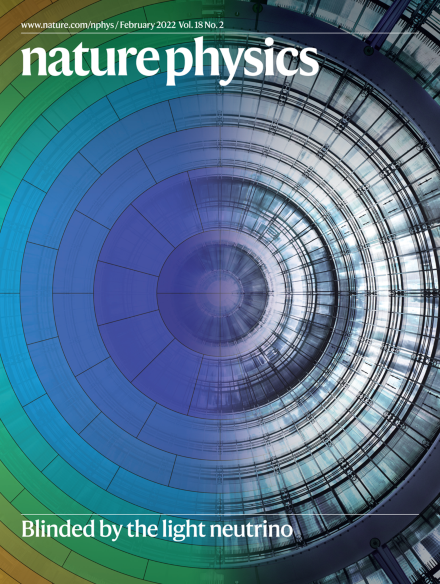 www.nature.com/nphys / February 2022 Vol. 18 No. 2
nature physics
Blinded by the light neutrino